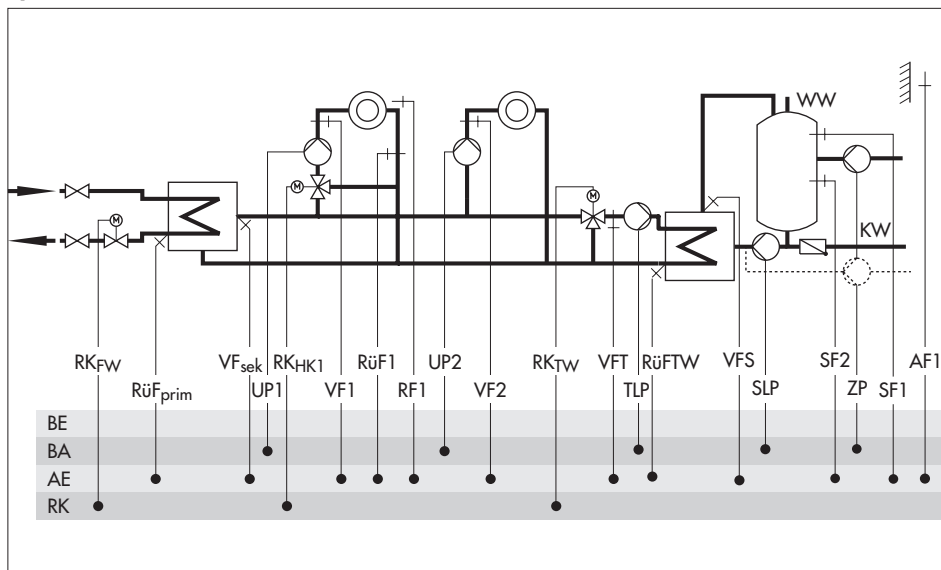 WW
M
M
M
KW
RK_FW
VF_sek
RK_HK1
RüF1
UP2
RK_TW
VFT
RüFTW
VFS
SF2
AF1
RüF_prim
UP1
VF1
RF1
VF2
TLP
SLP
ZP
SF1
BE
BA
AE
RK